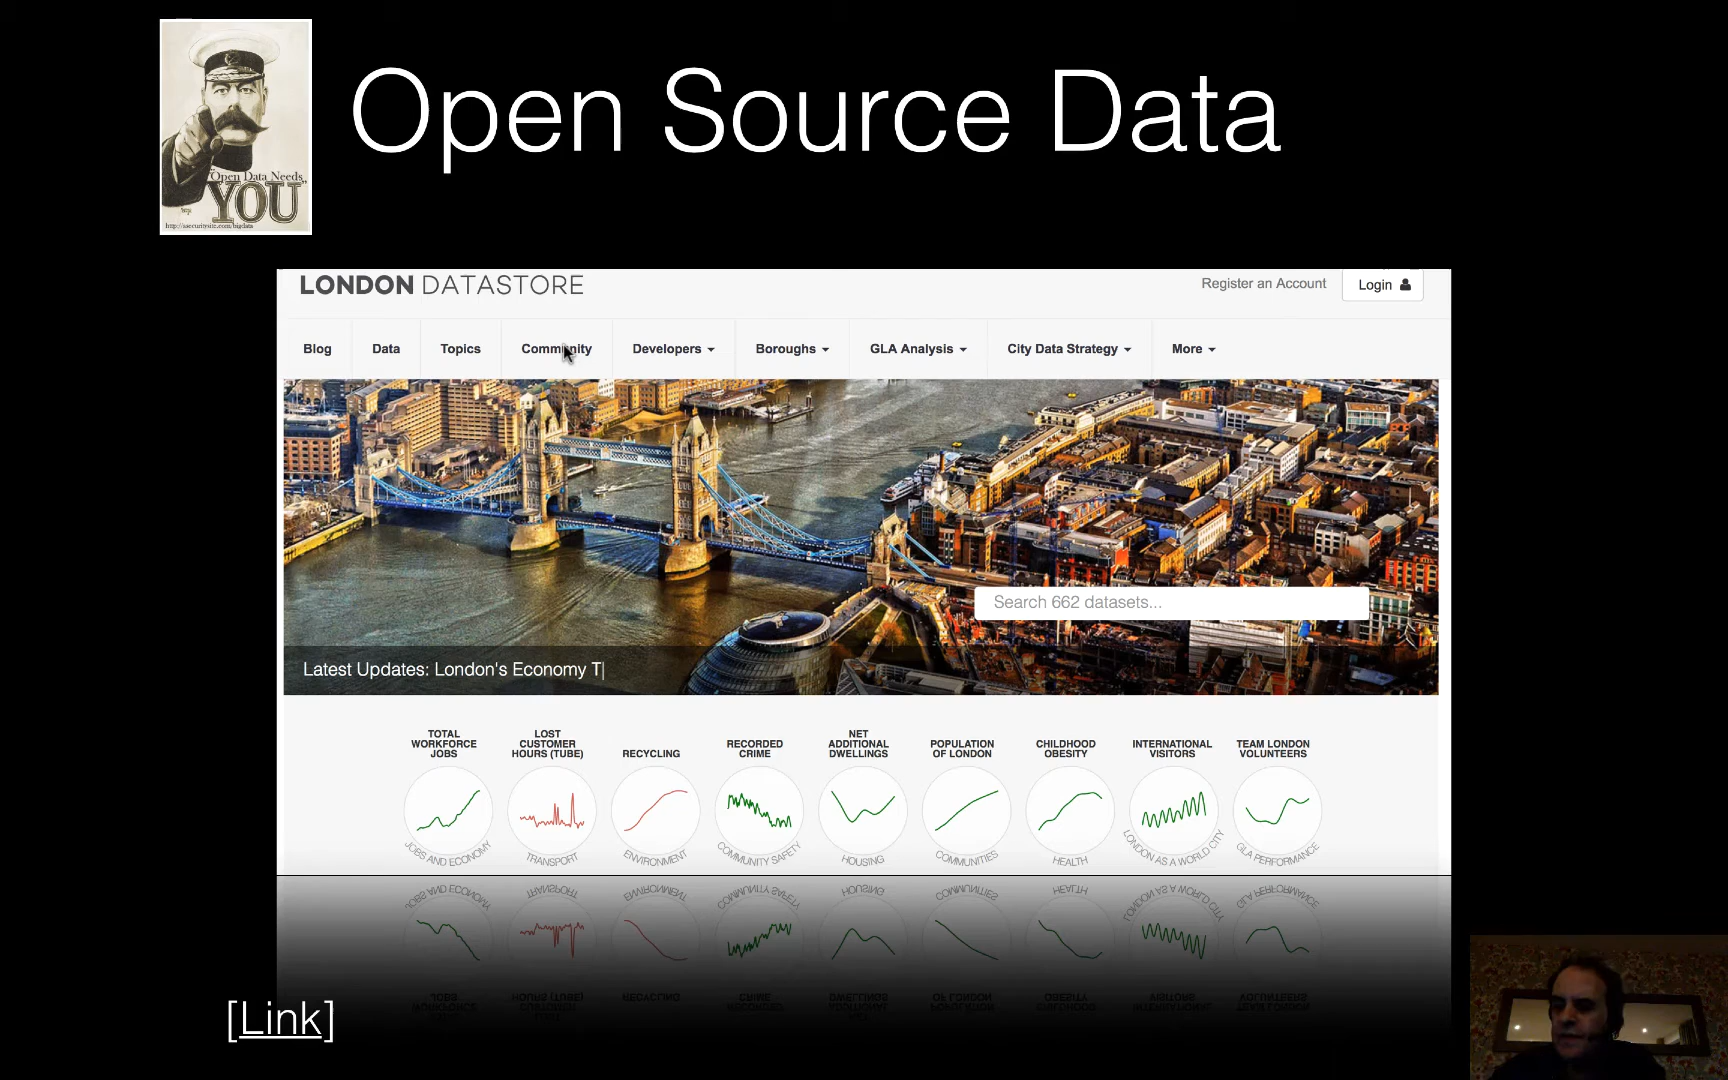 Open Source Data
"Open Data Needs
YOU"
LONDON DATASTORE
Register an Account
Login
Blog
Data
Topics
Community
Developers
Boroughs
GLA Analysis
City Data Strategy
More
Search 662 datasets...
Latest Updates: London's Economy T
TOTAL
WORKFORCE
JOBS
LOST
CUSTOMER
HOURS (TUBE)
RECYCLING
RECORDED
CRIME
NET
ADDITIONAL
DWELLINGS
POPULATION
OF LONDON
CHILDHOOD
OBESITY
INTERNATIONAL
VISITORS
TEAM LONDON
VOLUNTEERS
JOBS AND ECONOMY
TRANSPORT
ENVIRONMENT
COMMUNITY SAFETY
HOUSING
COMMUNITIES
HEALTH
LONDON AS A WORLD CITY
GLA PERFORMANCE
[Link]